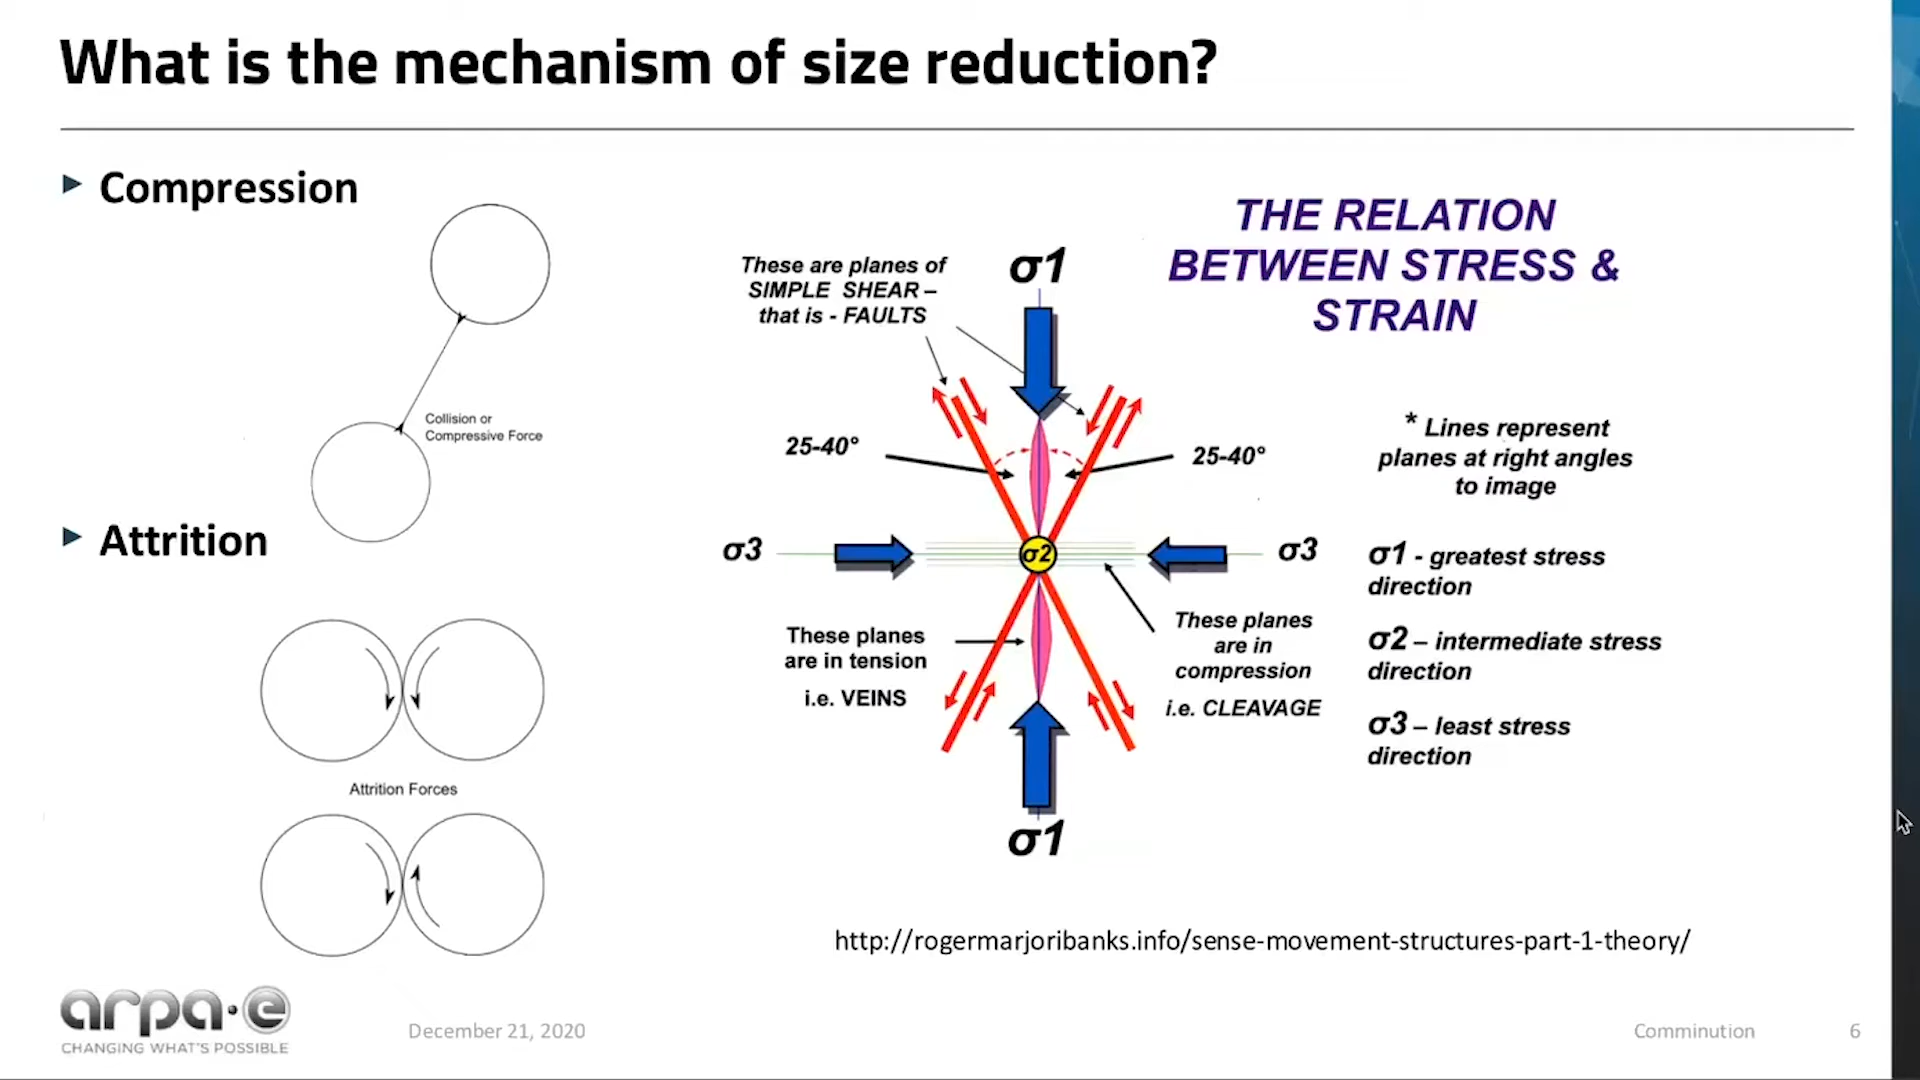 What is the mechanism of size reduction?
Compression
Collision or
Compressive Force
Attrition
Attrition Forces
THE RELATION
BETWEEN STRESS &
STRAIN
These are planes of
SIMPLE SHEAR –
that is - FAULTS
σ1
25-40°
25-40°
* Lines represent
planes at right angles
to image
σ3
σ2
σ3
σ1 - greatest stress
direction
σ2 – intermediate stress
direction
σ3 – least stress
direction
These planes
are in tension
i.e. VEINS
These planes
are in
compression
i.e. CLEAVAGE
σ1
http://rogermarjoribanks.info/sense-movement-structures-part-1-theory/
arpa·e
CHANGING WHAT'S POSSIBLE
December 21, 2020
Comminution
6